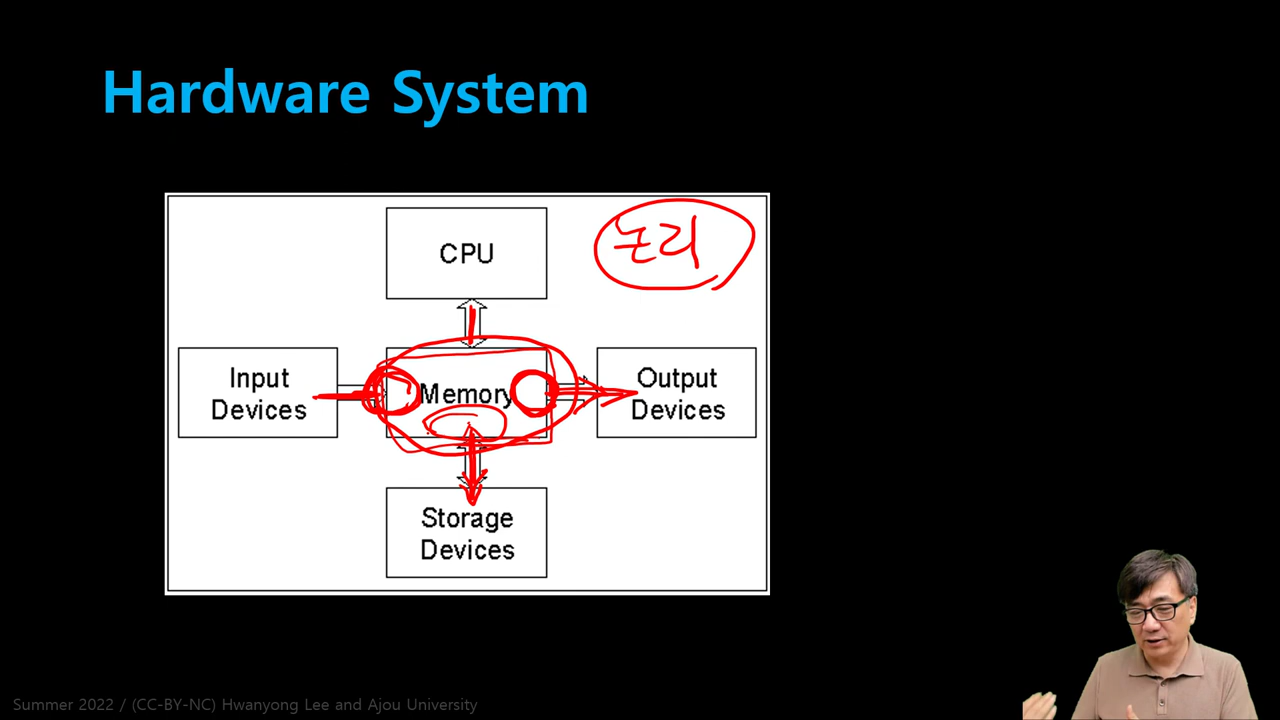 Hardware System
CPU
논리
Input
Devices
Memory
Output
Devices
Storage
Devices
Summer 2022 / (CC-BY-NC) Hwanyong Lee and Ajou University